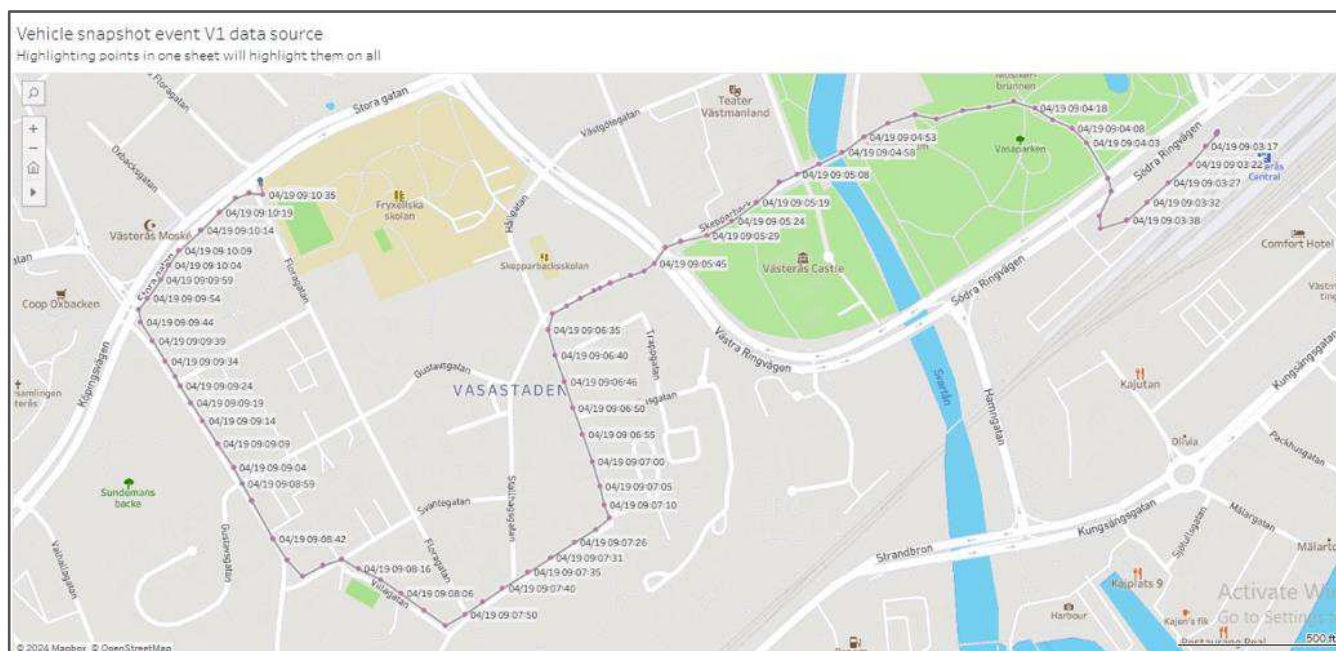 Vehicle snapshot event V1 data source
Highlighting points in one sheet will highlight them on all
Floragatan
Stora gatan
Oxbacksgatan
Västgötegatan
Teater
Västmanland
brunnen
04/19 09:04:18
04/19 09:04:08
04/19 09:04:03
04/19 09:04:53
04/19 09:04:58
Vasaparken
Södra Ringvägen
04/19 09:03:17
04/19 09:03:22
Central
04/19 09:03:27
04/19 09:03:32
04/19 09:03:38
04/19 09:05:08
04/19 09:05:19
04/19 09:05:24
04/19 09:05:29
04/19 09:05:45
04/19 09:10:35
04/19 09:10:19
04/19 09:10:14
04/19 09:10:09
04/19 09:10:04
04/19 09:09:59
04/19 09:09:54
04/19 09:09:44
04/19 09:09:39
04/19 09:09:34
04/19 09:09:24
04/19 09:09:19
04/19 09:09:14
04/19 09:09:09
04/19 09:09:04
04/19 09:08:59
04/19 09:08:42
Fryxellska
skolan
Hållgatan
Skepparbacksskolan
Västerås Castle
Comfort Hotel
Stora gatan
Floragatan
Coop Oxbacken
Köpingsvägen
Södra Ringvägen
Västra Ringvägen
Trappgatan
04/19 09:06:35
04/19 09:06:40
04/19 09:06:46
04/19 09:06:50
04/19 09:06:55
04/19 09:07:00
04/19 09:07:05
04/19 09:07:10
04/19 09:07:26
04/19 09:07:31
04/19 09:07:35
04/19 09:07:40
04/19 09:07:50
04/19 09:08:16
04/19 09:08:06
Gustavsgatan
VASASTADEN
Svartån
Hamngatan
Kajutan
Kungsängsgatan
Olivia
Packhusgatan
Svantegatan
Stallhagsgatan
Gustavsgatan
Floragatan
Villagatan
Valhallagatan
Strandbron
Kungsängsgatan
Sjötullsgatan
Mälargatan
Kajplats 9
Harbour
Kajen's fik
Activate Wi
Go to Settings
500 ft
© 2024 Mapbox © OpenStreetMap